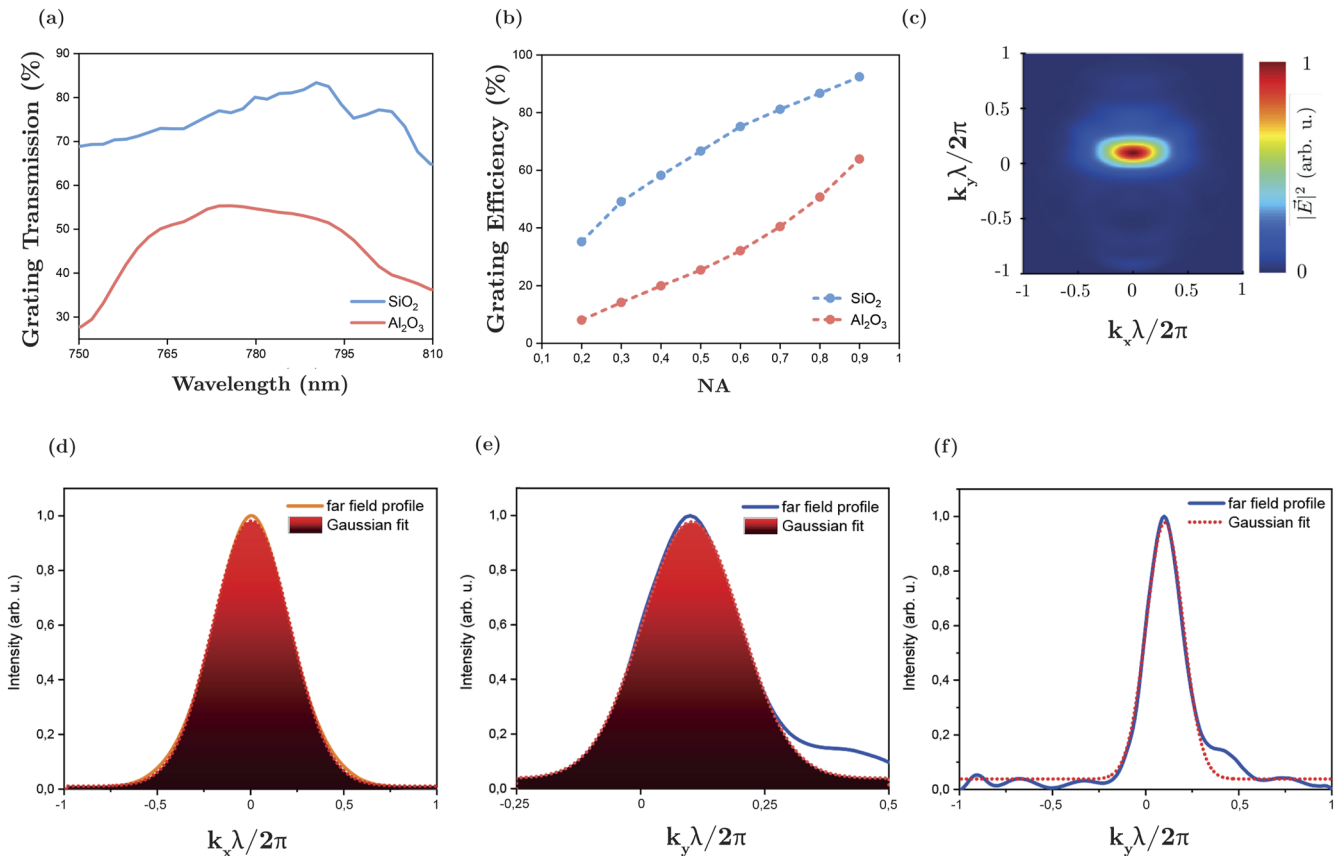 (a)
Grating Transmission (%)
90
80
70
60
50
40
30
750
765
780
795
810
SiO₂
Al₂O₃
Wavelength (nm)
(b)
Grating Efficiency (%)
100
80
60
40
20
0
0,1
0,2
0,3
0,4
0,5
0,6
0,7
0,8
0,9
1
SiO₂
Al₂O₃
NA
(c)
k_yλ/2π
1
0.5
0
-0.5
-1
-1
-0.5
0
0.5
1
k_xλ/2π
1
0
|E⃗|² (arb. u.)
(d)
Intensity (arb. u.)
1,0
0,8
0,6
0,4
0,2
0,0
-1
-0,5
0
0,5
1
far field profile
Gaussian fit
k_xλ/2π
(e)
Intensity (arb. u.)
1,0
0,8
0,6
0,4
0,2
0,0
-0,25
0
0,25
0,5
far field profile
Gaussian fit
k_yλ/2π
(f)
Intensity (arb. u.)
1,0
0,8
0,6
0,4
0,2
0,0
-1
-0,5
0
0,5
1
far field profile
Gaussian fit
k_yλ/2π